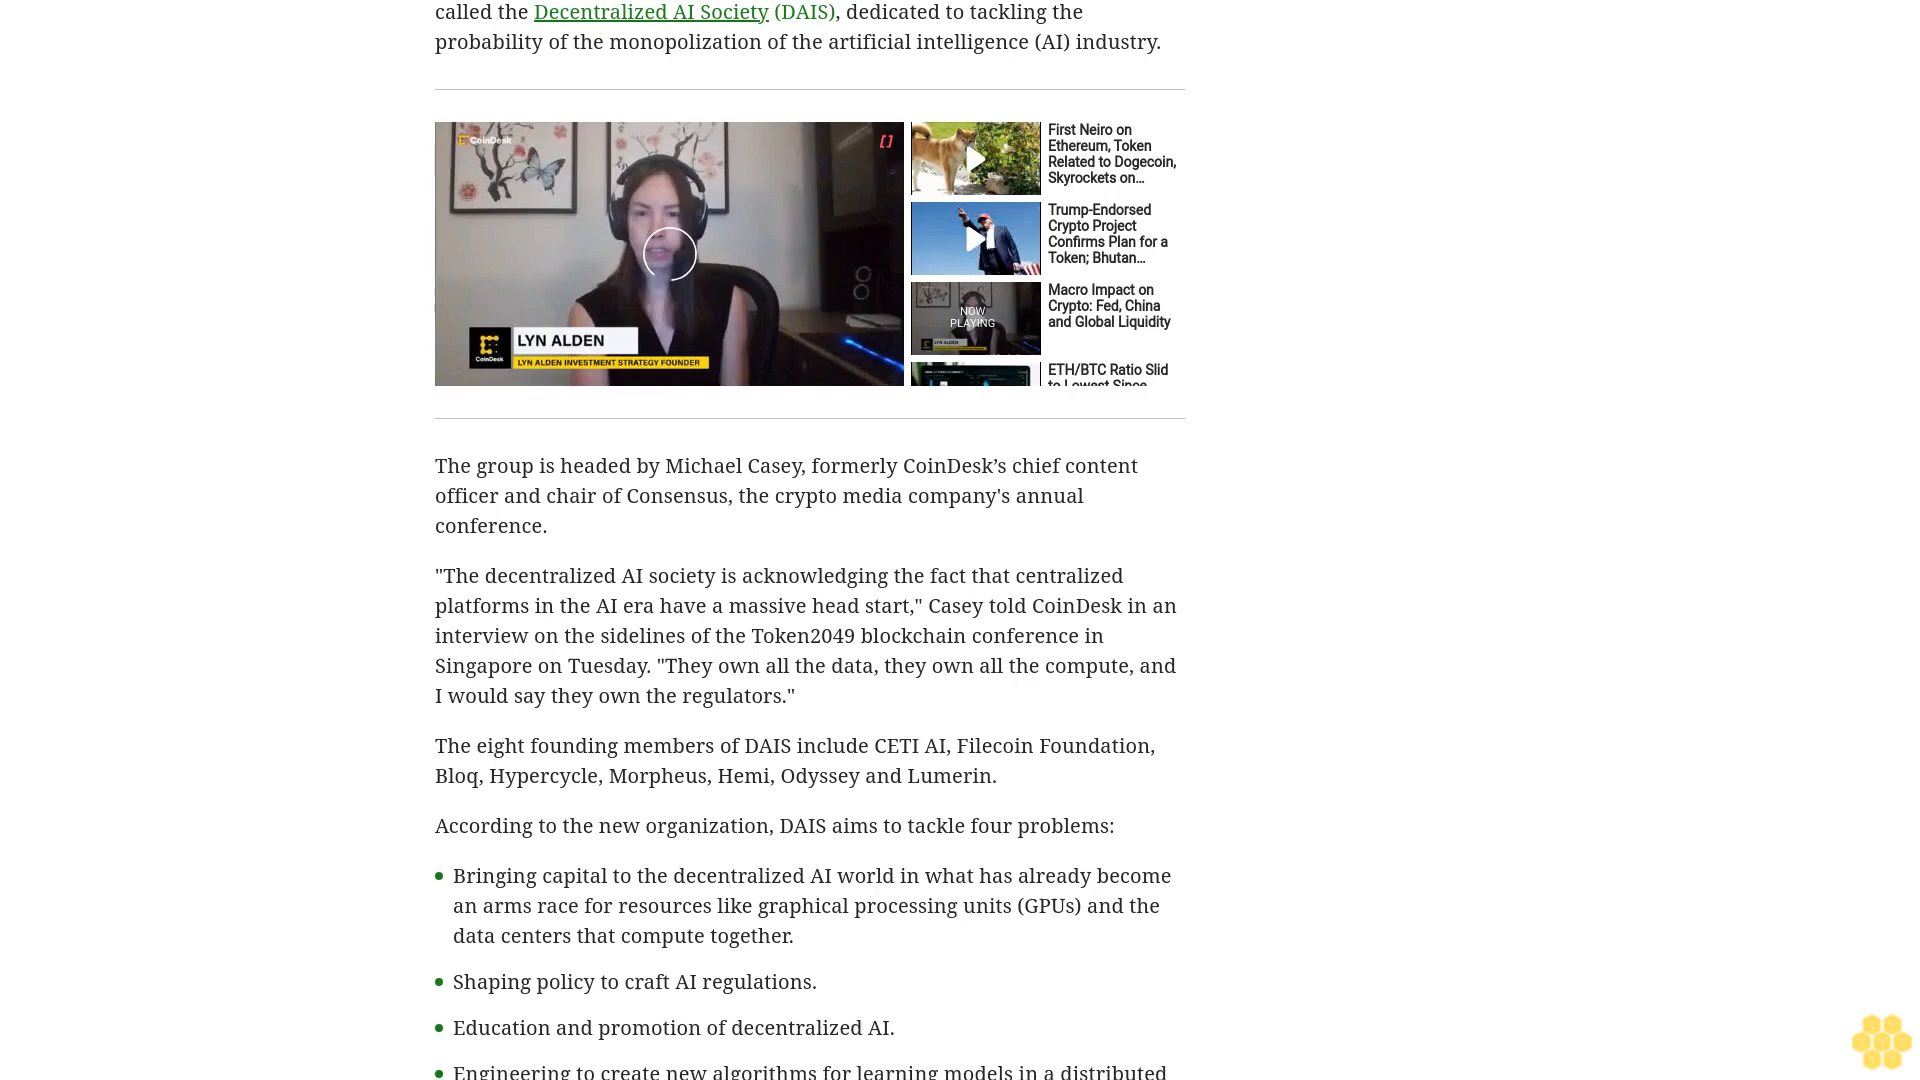 called the Decentralized AI Society (DAIS), dedicated to tackling the
probability of the monopolization of the artificial intelligence (AI) industry.
CoinDesk
[]
LYN ALDEN
CoinDesk
LYN ALDEN INVESTMENT STRATEGY FOUNDER
First Neiro on
Ethereum, Token
Related to Dogecoin,
Skyrockets on...
Trump-Endorsed
Crypto Project
Confirms Plan for a
Token; Bhutan...
NOW
PLAYING
Macro Impact on
Crypto: Fed, China
and Global Liquidity
ETH/BTC Ratio Slid
to Lowest Since
The group is headed by Michael Casey, formerly CoinDesk’s chief content
officer and chair of Consensus, the crypto media company's annual
conference.
"The decentralized AI society is acknowledging the fact that centralized
platforms in the AI era have a massive head start," Casey told CoinDesk in an
interview on the sidelines of the Token2049 blockchain conference in
Singapore on Tuesday. "They own all the data, they own all the compute, and
I would say they own the regulators."
The eight founding members of DAIS include CETI AI, Filecoin Foundation,
Bloq, Hypercycle, Morpheus, Hemi, Odyssey and Lumerin.
According to the new organization, DAIS aims to tackle four problems:
Bringing capital to the decentralized AI world in what has already become
an arms race for resources like graphical processing units (GPUs) and the
data centers that compute together.
Shaping policy to craft AI regulations.
Education and promotion of decentralized AI.
Engineering to create new algorithms for learning models in a distributed